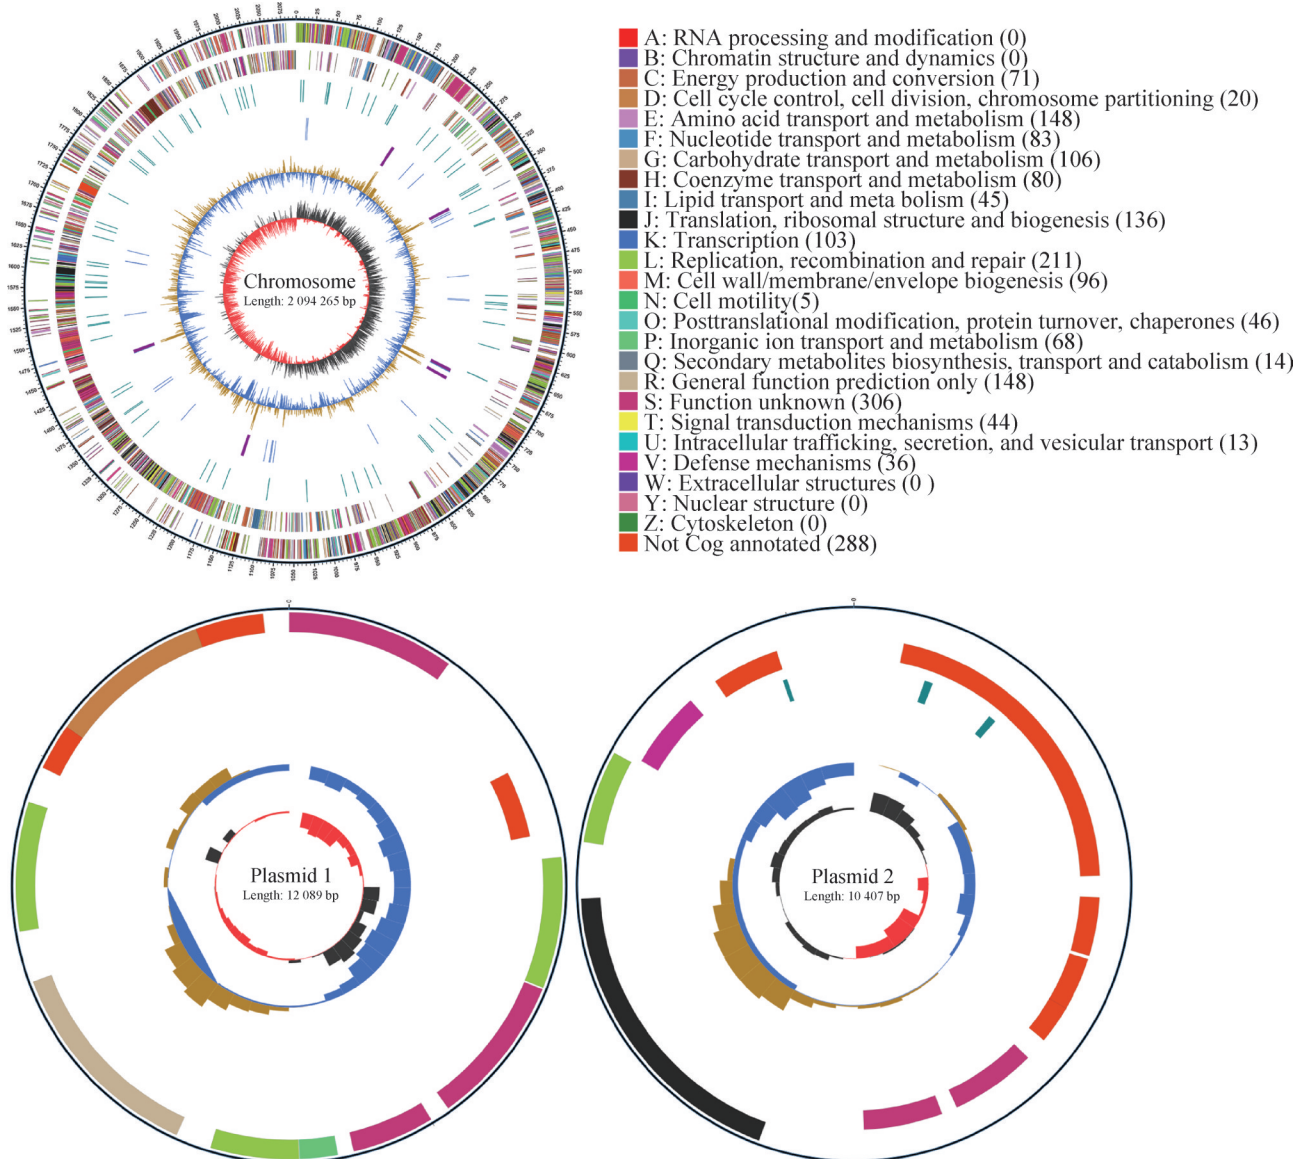 Chromosome
Length: 2 094 265 bp
A: RNA processing and modification (0)
B: Chromatin structure and dynamics (0)
C: Energy production and conversion (71)
D: Cell cycle control, cell division, chromosome partitioning (20)
E: Amino acid transport and metabolism (148)
F: Nucleotide transport and metabolism (83)
G: Carbohydrate transport and metabolism (106)
H: Coenzyme transport and metabolism (80)
I: Lipid transport and meta bolism (45)
J: Translation, ribosomal structure and biogenesis (136)
K: Transcription (103)
L: Replication, recombination and repair (211)
M: Cell wall/membrane/envelope biogenesis (96)
N: Cell motility(5)
O: Posttranslational modification, protein turnover, chaperones (46)
P: Inorganic ion transport and metabolism (68)
Q: Secondary metabolites biosynthesis, transport and catabolism (14)
R: General function prediction only (148)
S: Function unknown (306)
T: Signal transduction mechanisms (44)
U: Intracellular trafficking, secretion, and vesicular transport (13)
V: Defense mechanisms (36)
W: Extracellular structures (0 )
Y: Nuclear structure (0)
Z: Cytoskeleton (0)
Not Cog annotated (288)
Plasmid 1
Length: 12 089 bp
Plasmid 2
Length: 10 407 bp